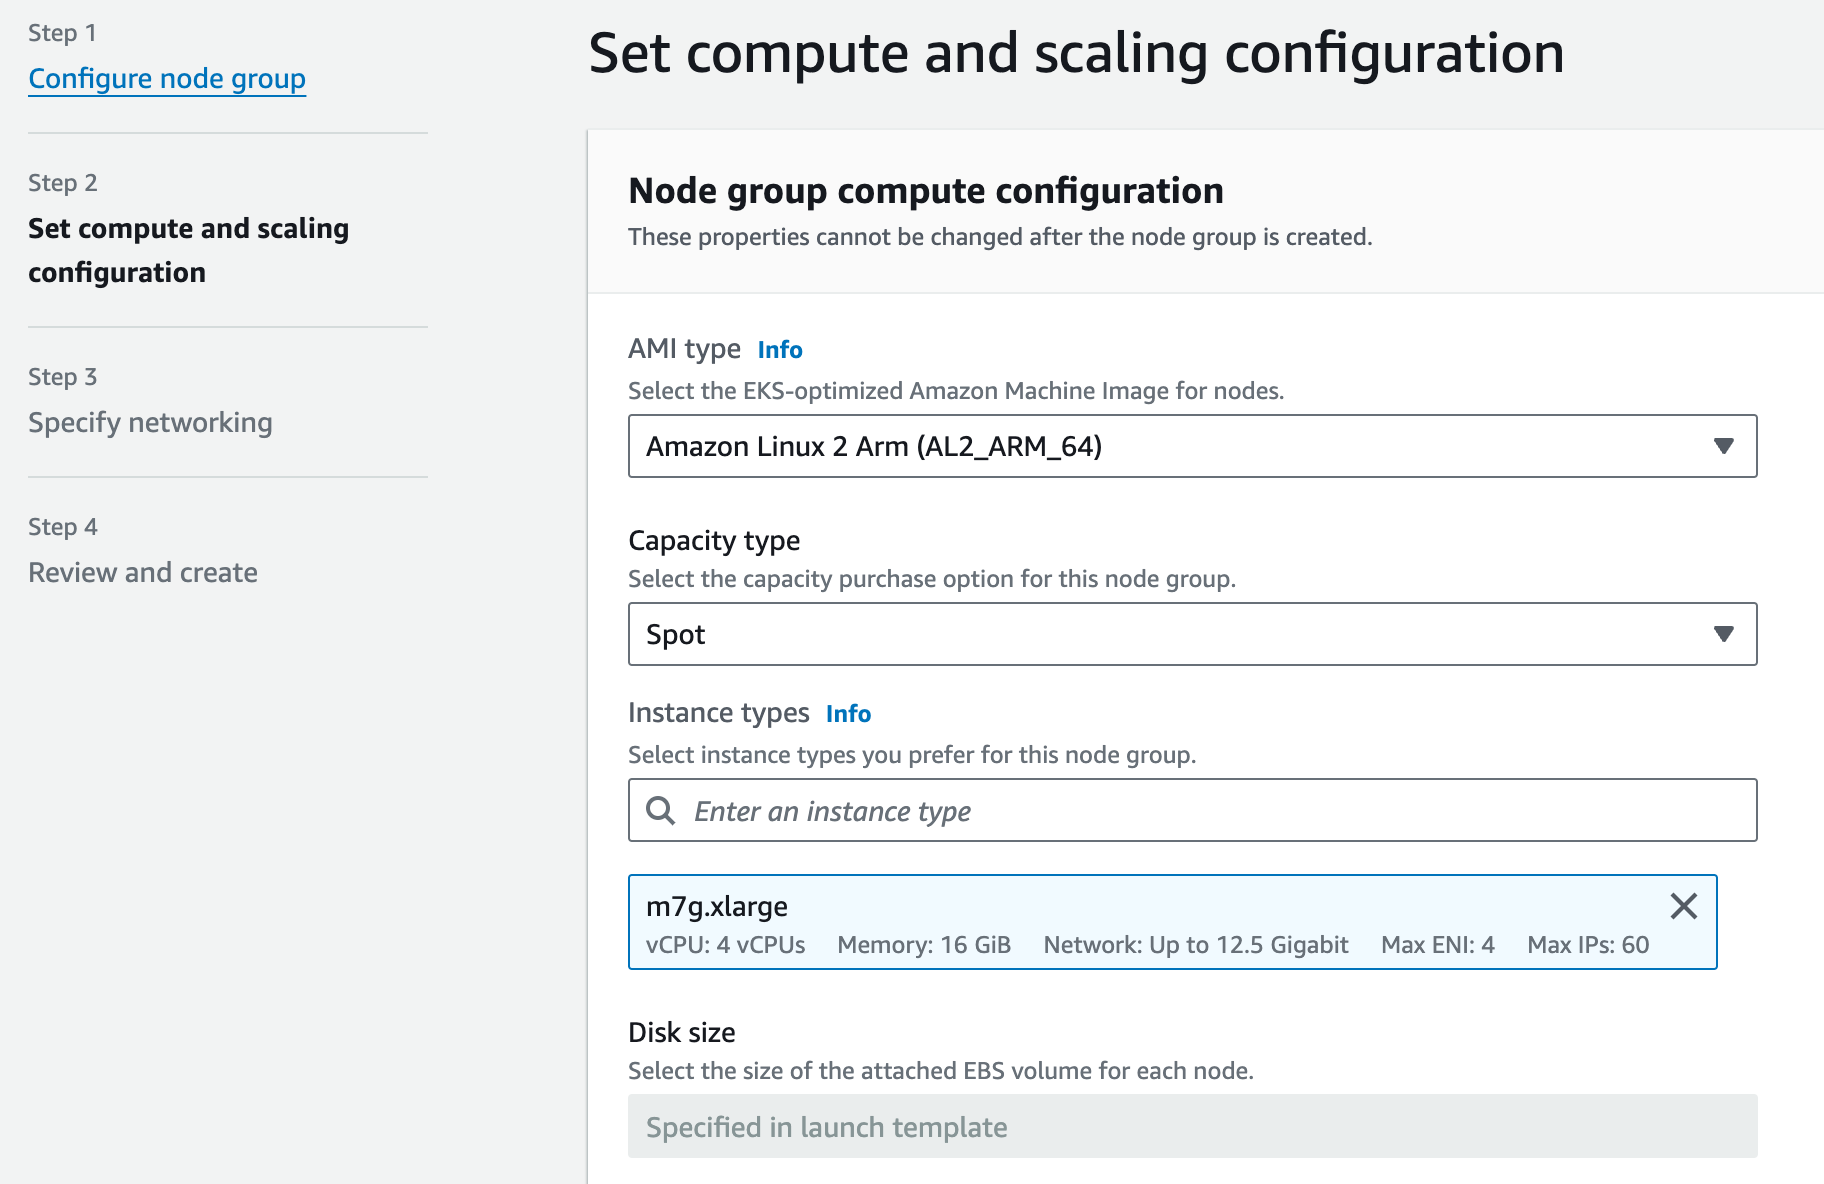 Step 1
Configure node group
Step 2
Set compute and scaling
configuration
Step 3
Specify networking
Step 4
Review and create
Set compute and scaling configuration
Node group compute configuration
These properties cannot be changed after the node group is created.
AMI type Info
Select the EKS-optimized Amazon Machine Image for nodes.
Amazon Linux 2 Arm (AL2_ARM_64)
Capacity type
Select the capacity purchase option for this node group.
Spot
Instance types Info
Select instance types you prefer for this node group.
Enter an instance type
m7g.xlarge
vCPU: 4 vCPUs Memory: 16 GiB Network: Up to 12.5 Gigabit Max ENI: 4 Max IPs: 60
Disk size
Select the size of the attached EBS volume for each node.
Specified in launch template